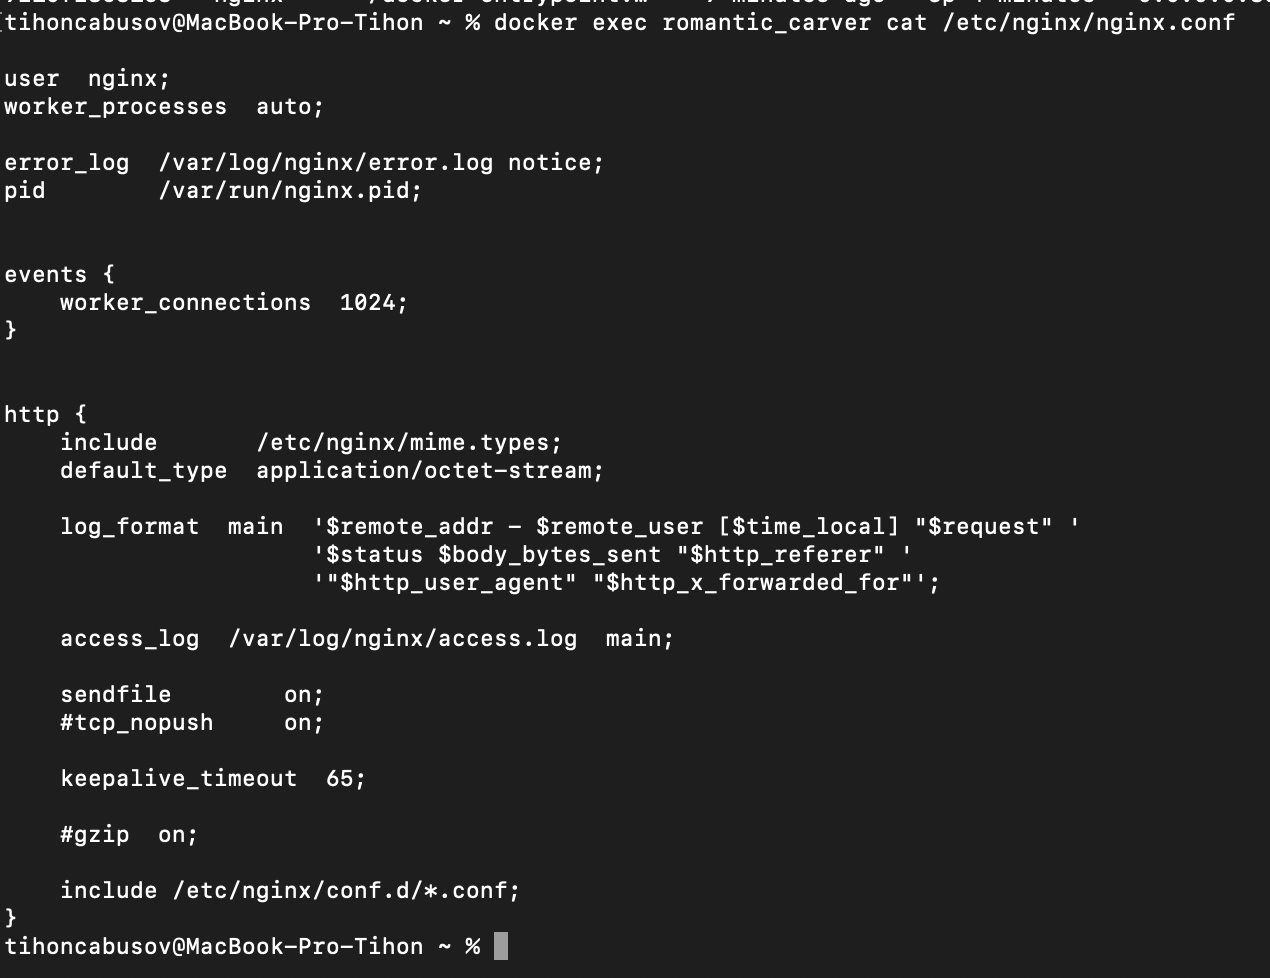 tihoncabusov@MacBook-Pro-Tihon ~ % docker exec romantic_carver cat /etc/nginx/nginx.conf
user  nginx;
worker_processes  auto;
error_log  /var/log/nginx/error.log notice;
pid        /var/run/nginx.pid;
events {
    worker_connections  1024;
}
http {
    include       /etc/nginx/mime.types;
    default_type  application/octet-stream;
    log_format  main  '$remote_addr - $remote_user [$time_local] "$request" '
                      '$status $body_bytes_sent "$http_referer" '
                      '"$http_user_agent" "$http_x_forwarded_for"';
    access_log  /var/log/nginx/access.log  main;
    sendfile        on;
    #tcp_nopush     on;
    keepalive_timeout  65;
    #gzip  on;
    include /etc/nginx/conf.d/*.conf;
}
tihoncabusov@MacBook-Pro-Tihon ~ %